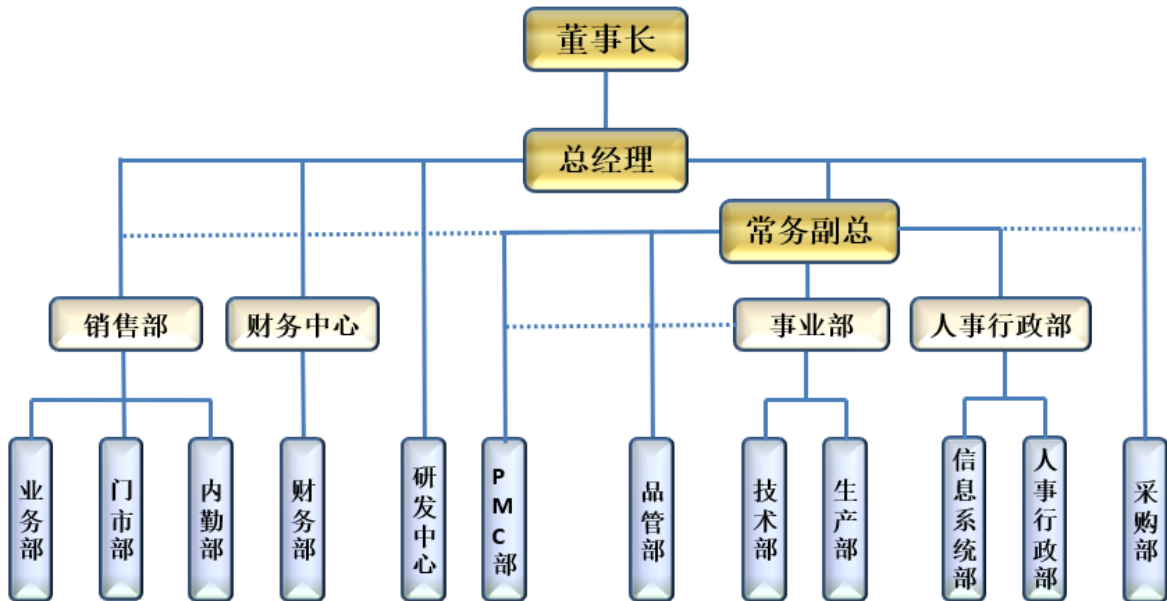 董事长
总经理
常务副总
销售部
财务中心
事业部
人事行政部
业务部
门市部
内勤部
财务部
研发中心
PMC部
品管部
技术部
生产部
信息系统部
人事行政部
采购部